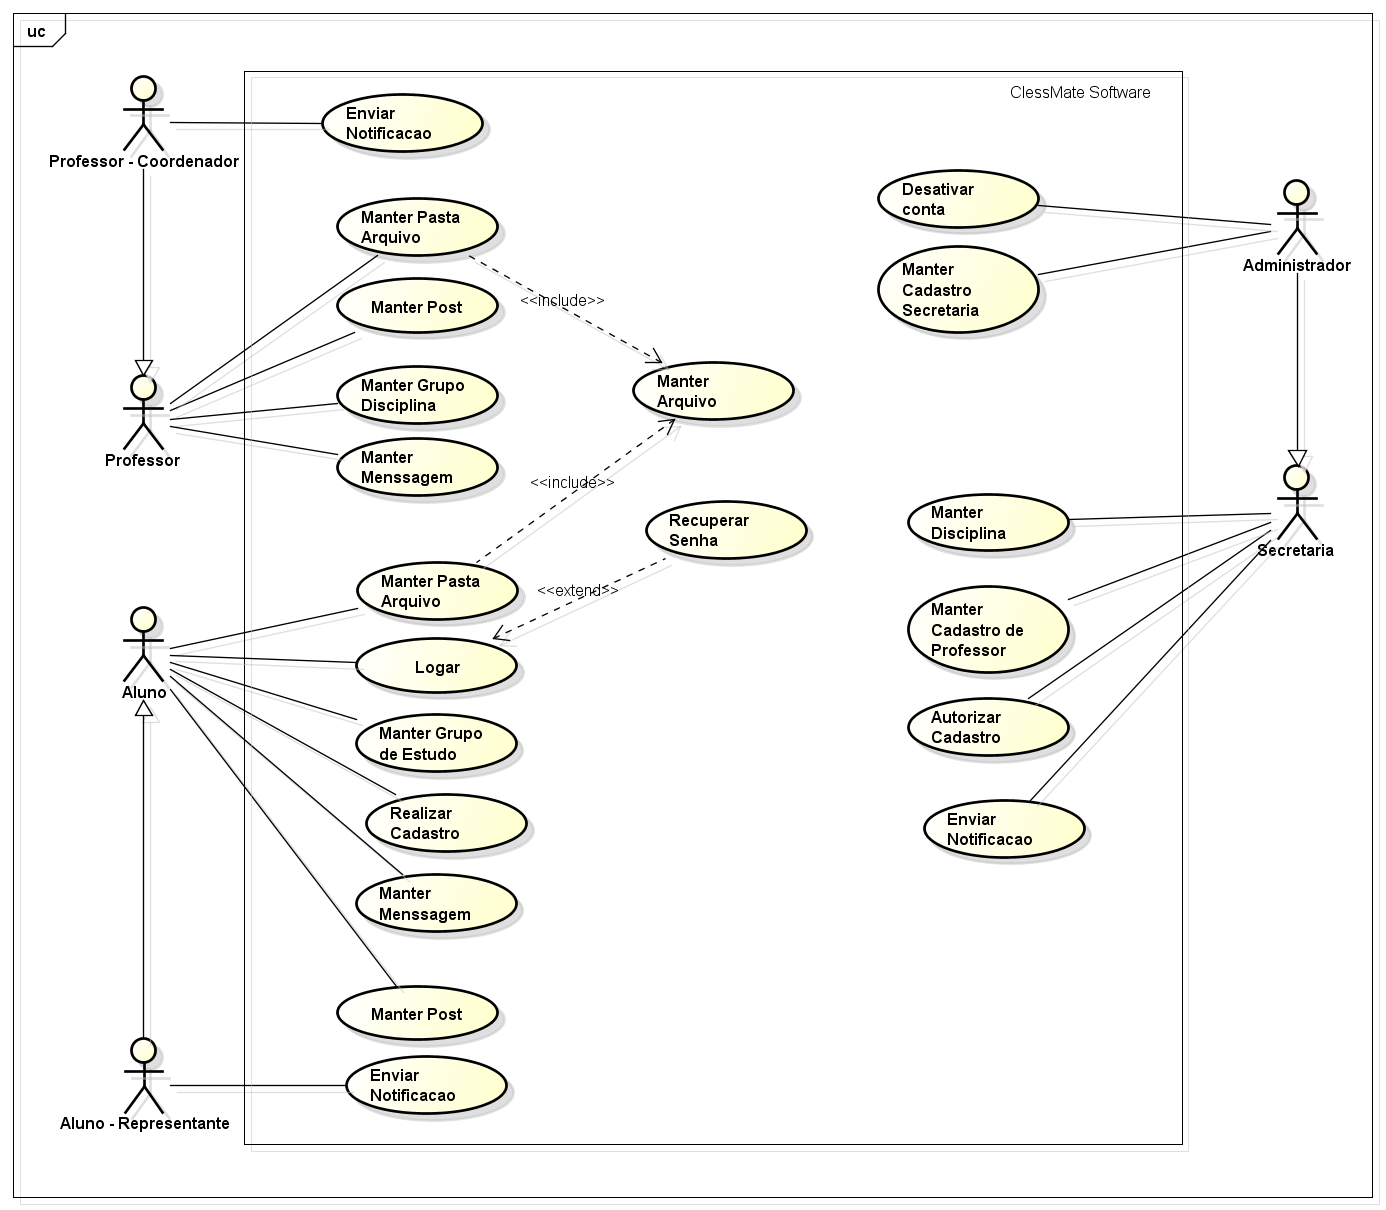 uc
ClessMate Software
Enviar
Notificacao
Professor - Coordenador
Desativar
conta
Manter Pasta
Arquivo
Manter
Cadastro
Secretaria
Administrador
<<include>>
Manter Post
Manter Grupo
Disciplina
Manter
Arquivo
Professor
Manter
Menssagem
<<include>>
Recuperar
Senha
Manter
Disciplina
Secretaria
Manter Pasta
Arquivo
<<extend>>
Manter
Cadastro de
Professor
Aluno
Logar
Manter Grupo
de Estudo
Autorizar
Cadastro
Realizar
Cadastro
Enviar
Notificacao
Manter
Menssagem
Manter Post
Enviar
Notificacao
Aluno - Representante